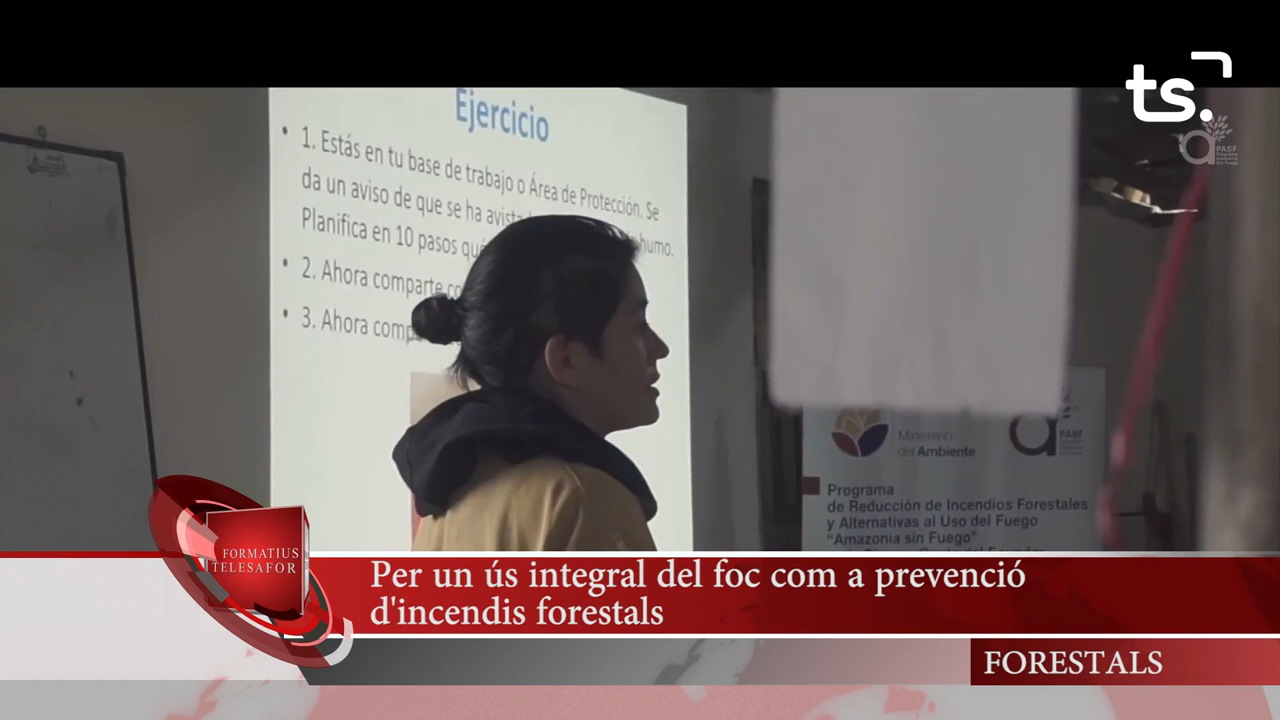 ts.
PASF
Ejercicio
• 1. Estás en tu base de trabajo o Área de Protección. Se
da un aviso de que se ha avist humo.
Planifica en 10 pasos qu
• 2. Ahora comparte
• 3. Ahora
Ministerio
del Ambiente
PASF
Programa
de Reducción de Incendios Forestales
y Alternativas al Uso del Fuego
"Amazonia sin Fuego"
FORMATIUS
TELESAFOR
Per un ús integral del foc com a prevenció
d'incendis forestals
FORESTALS